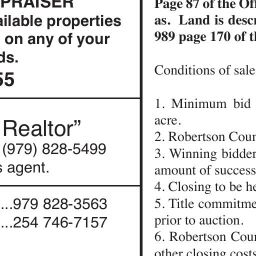 PRAISER
ailable properties
on any of your
ds.
55
Realtor”
(979) 828-5499
s agent.
...979 828-3563
...254 746-7157
Page 87 of the Off
as. Land is descr
989 page 170 of th
Conditions of sale
1. Minimum bid
acre.
2. Robertson Coun
3. Winning bidder
amount of success
4. Closing to be he
5. Title commitme
prior to auction.
6. Robertson Coun
other closing costs